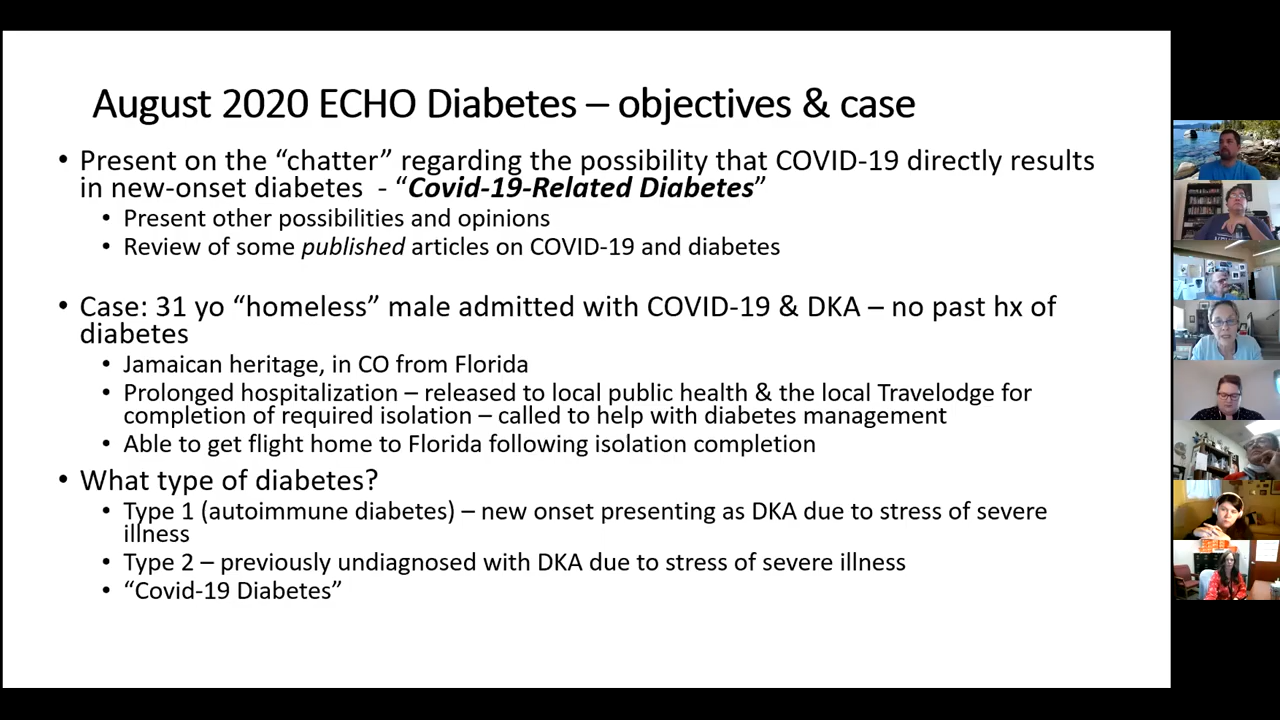 August 2020 ECHO Diabetes – objectives & case
• Present on the “chatter” regarding the possibility that COVID-19 directly results
in new-onset diabetes - “Covid-19-Related Diabetes”
• Present other possibilities and opinions
• Review of some published articles on COVID-19 and diabetes
• Case: 31 yo “homeless” male admitted with COVID-19 & DKA – no past hx of
diabetes
• Jamaican heritage, in CO from Florida
• Prolonged hospitalization – released to local public health & the local Travelodge for
completion of required isolation – called to help with diabetes management
• Able to get flight home to Florida following isolation completion
• What type of diabetes?
• Type 1 (autoimmune diabetes) – new onset presenting as DKA due to stress of severe
illness
• Type 2 – previously undiagnosed with DKA due to stress of severe illness
• “Covid-19 Diabetes”